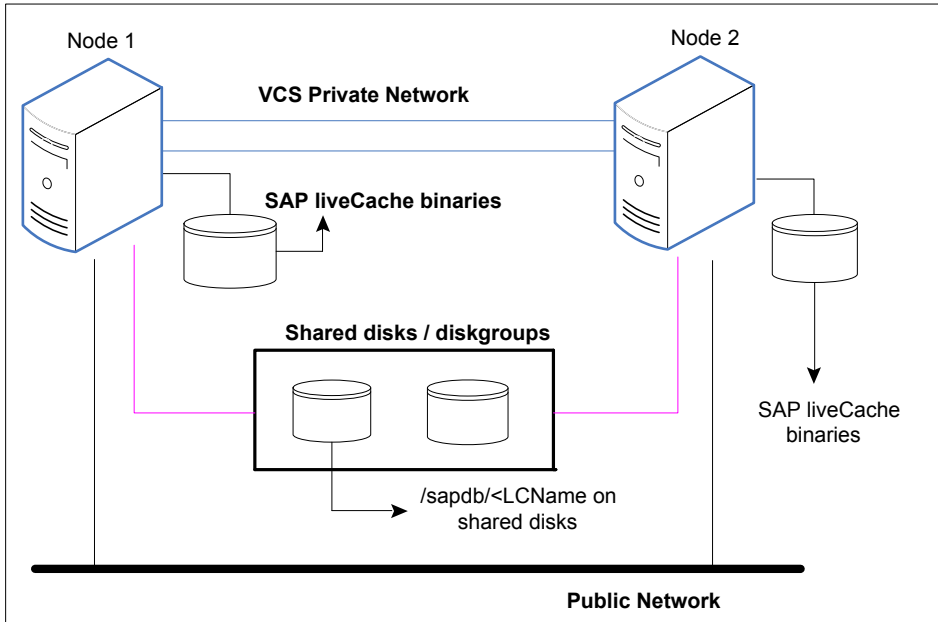 Node 1
Node 2
VCS Private Network
SAP liveCache binaries
Shared disks / diskgroups
SAP liveCache
binaries
/sapdb/<LCName on
shared disks
Public Network